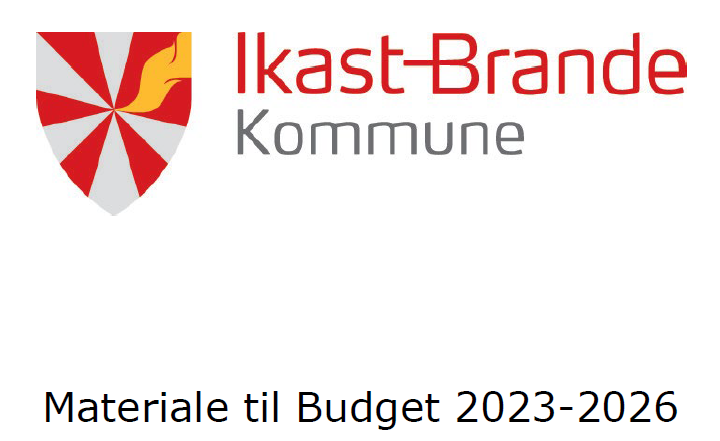 Ikast-Brande
Kommune
Materiale til Budget 2023-2026